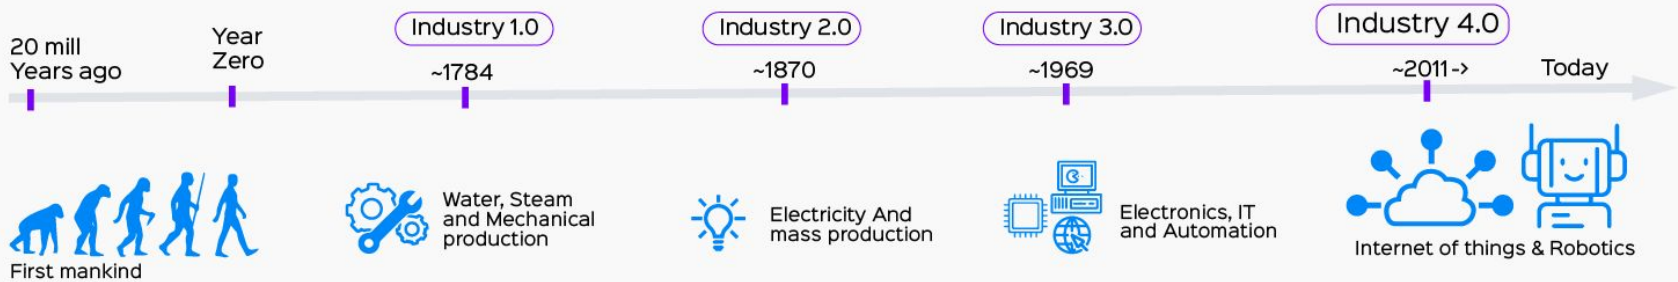 20 mill
Years ago
Year
Zero
Industry 1.0
~1784
Industry 2.0
~1870
Industry 3.0
~1969
Industry 4.0
~2011->
Today
First mankind
Water, Steam
and Mechanical
production
Electricity And
mass production
Electronics, IT
and Automation
Internet of things & Robotics